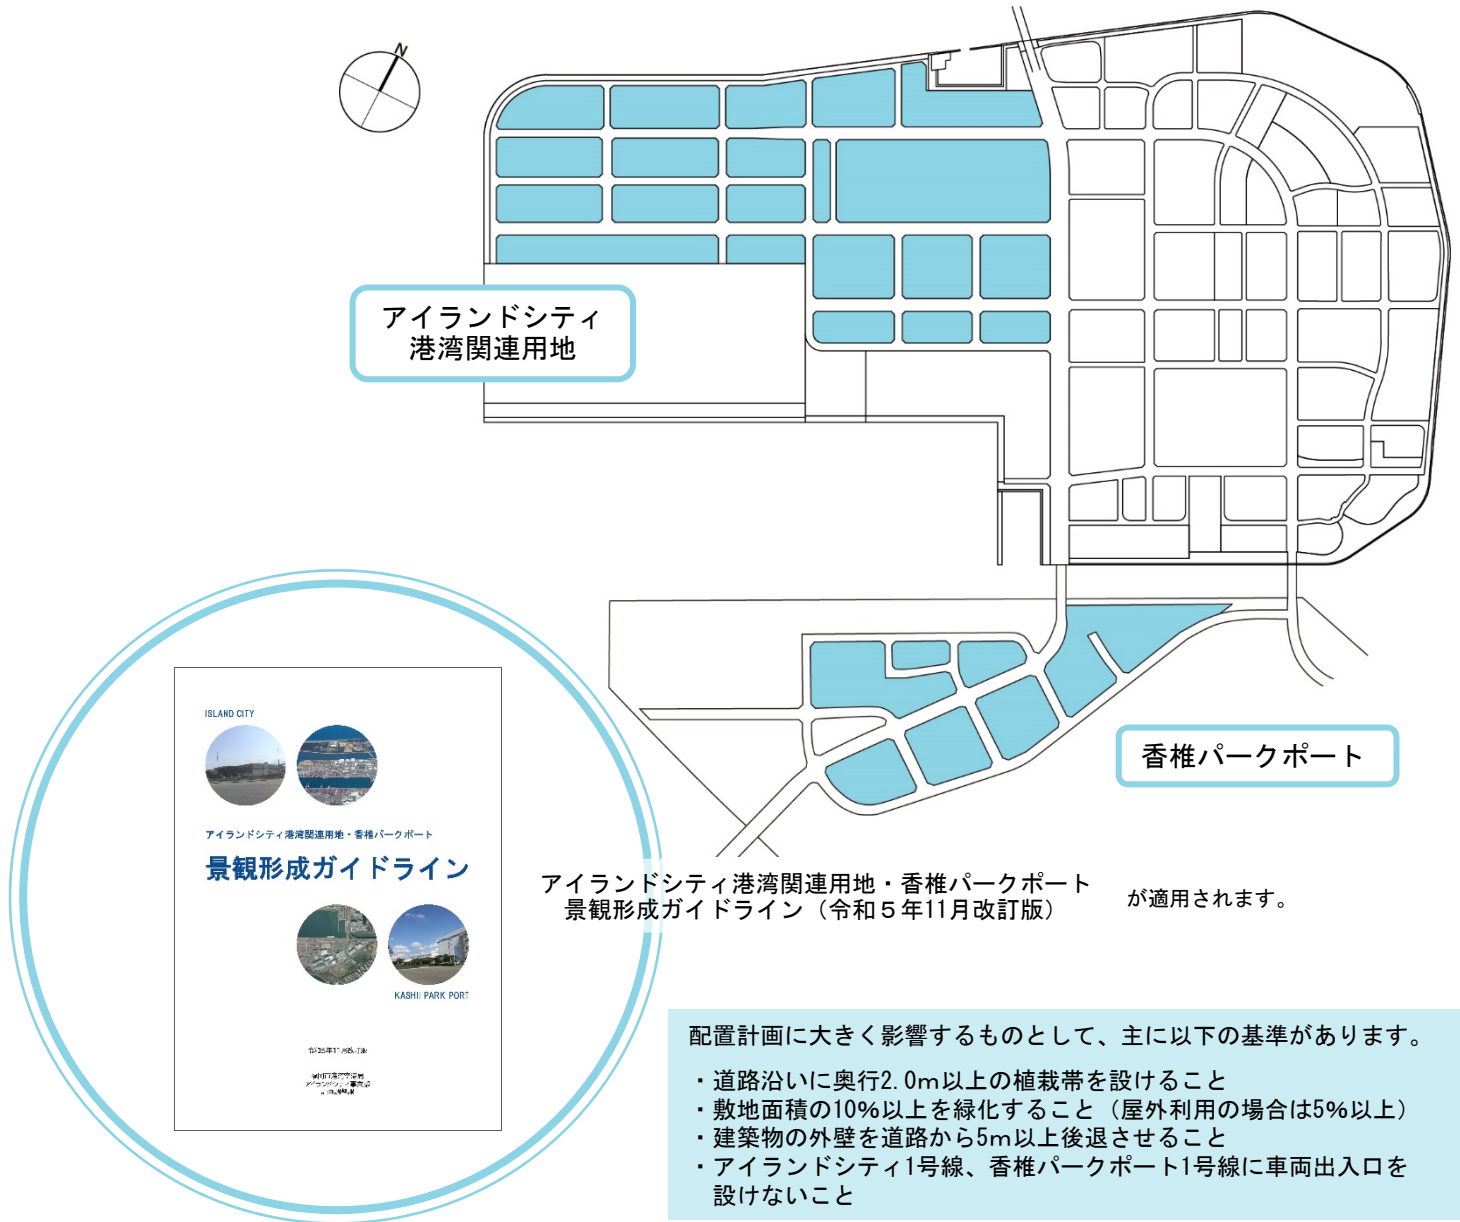 N
アイランドシティ
港湾関連用地
香椎パークポート
ISLAND CITY
アイランドシティ港湾関連用地・香椎パークポート
景観形成ガイドライン
KASHII PARK PORT
令和5年11月改訂版
アイランドシティ港湾関連用地・香椎パークポート
景観形成ガイドライン（令和５年11月改訂版）
が適用されます。
配置計画に大きく影響するものとして、主に以下の基準があります。
・道路沿いに奥行2.0m以上の植栽帯を設けること
・敷地面積の10%以上を緑化すること（屋外利用の場合は5%以上）
・建築物の外壁を道路から5m以上後退させること
・アイランドシティ1号線、香椎パークポート1号線に車両出入口を
設けないこと